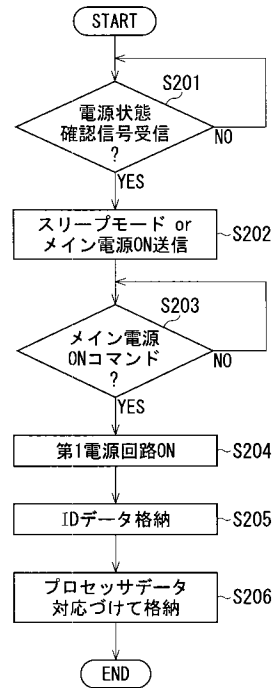 START
S201
電源状態
確認信号受信
?
NO
YES
スリープモード or
メイン電源ON送信
S202
S203
メイン電源
ONコマンド
?
NO
YES
第1電源回路ON
S204
IDデータ格納
S205
プロセッサデータ
対応づけて格納
S206
END